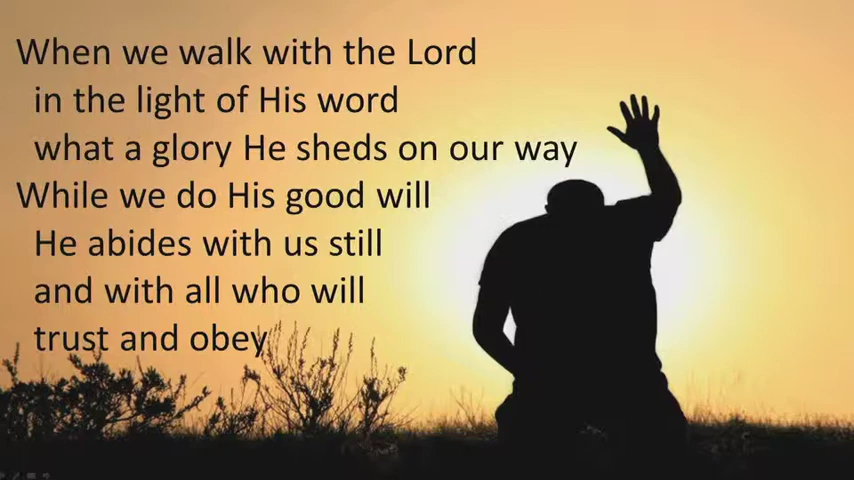 When we walk with the Lord
in the light of His word
what a glory He sheds on our way
While we do His good will
He abides with us still
and with all who will
trust and obey